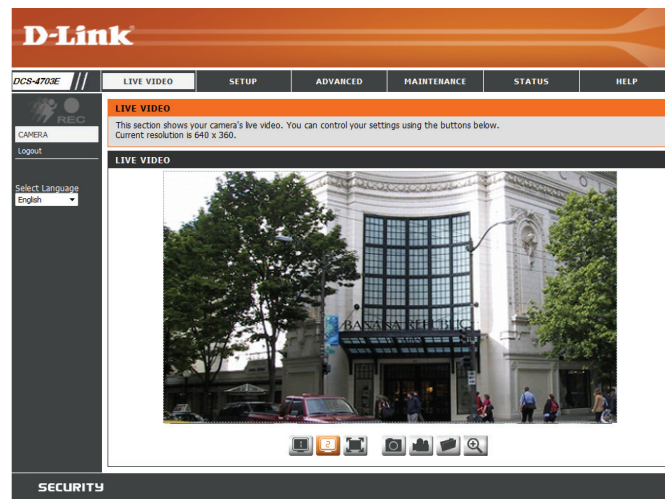 D-Link
DCS-4703E // LIVE VIDEO SETUP ADVANCED MAINTENANCE STATUS HELP
REC
CAMERA
Logout
Select Language
English
LIVE VIDEO
This section shows your camera's live video. You can control your settings using the buttons below.
Current resolution is 640 x 360.
LIVE VIDEO
BANANA REPUBLIC
1 2
SECURITY